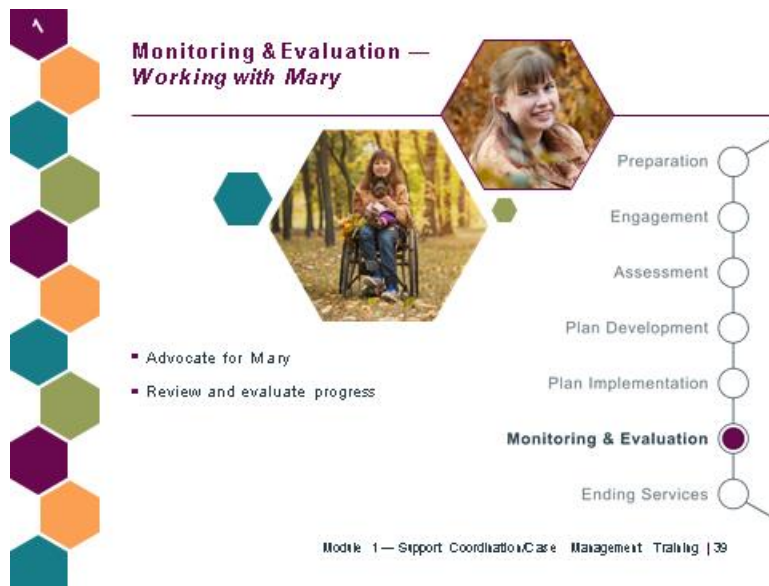 1
Monitoring & Evaluation —
Working with Mary
Preparation
Engagement
Assessment
Plan Development
Plan Implementation
Monitoring & Evaluation
Ending Services
Advocate for Mary
Review and evaluate progress
Module 1 — Support Coordination/Case Management Training | 39